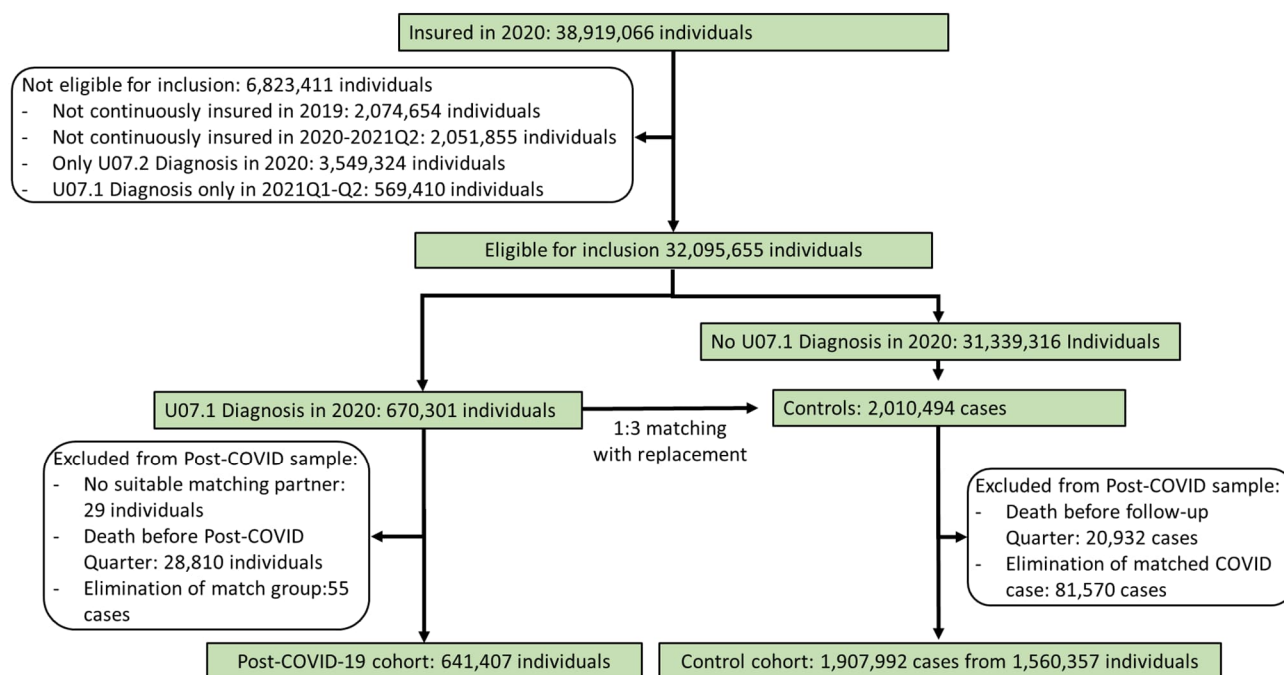 Insured in 2020: 38,919,066 individuals
Not eligible for inclusion: 6,823,411 individuals
- Not continuously insured in 2019: 2,074,654 individuals
- Not continuously insured in 2020-2021Q2: 2,051,855 individuals
- Only U07.2 Diagnosis in 2020: 3,549,324 individuals
- U07.1 Diagnosis only in 2021Q1-Q2: 569,410 individuals
Eligible for inclusion 32,095,655 individuals
No U07.1 Diagnosis in 2020: 31,339,316 Individuals
U07.1 Diagnosis in 2020: 670,301 individuals
1:3 matching
with replacement
Controls: 2,010,494 cases
Excluded from Post-COVID sample:
- No suitable matching partner:
29 individuals
- Death before Post-COVID
Quarter: 28,810 individuals
- Elimination of match group:55
cases
Excluded from Post-COVID sample:
- Death before follow-up
Quarter: 20,932 cases
- Elimination of matched COVID
case: 81,570 cases
Post-COVID-19 cohort: 641,407 individuals
Control cohort: 1,907,992 cases from 1,560,357 individuals